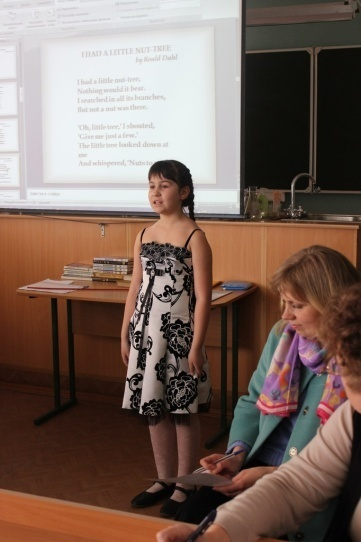 I HAD A LITTLE NUT-TREE
by Roald Dahl
I had a little nut-tree,
Nothing would it bear.
I searched in all its branches,
But not a nut was there.
'Oh, little tree,' I shouted,
'Give me just a few.'
The little tree looked down at
me
And whispered, 'Nuts to